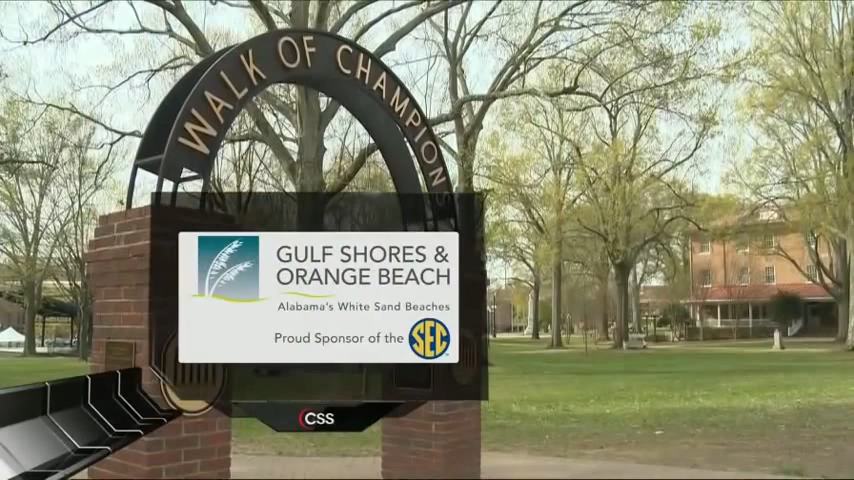 WALK OF CHAMPIONS
GULF SHORES &
ORANGE BEACH
Alabama's White Sand Beaches
Proud Sponsor of the SEC
CSS